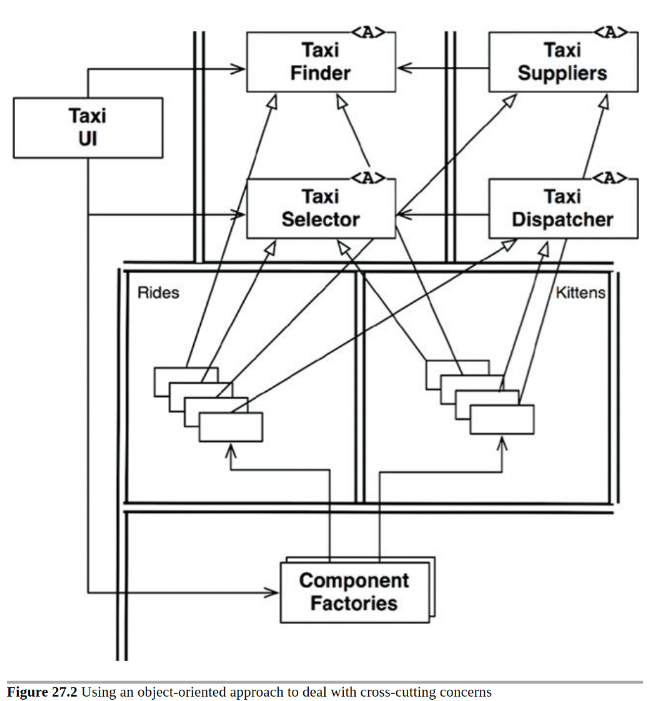 <A>
Taxi
Finder
<A>
Taxi
Suppliers
Taxi
UI
<A>
Taxi
Selector
<A>
Taxi
Dispatcher
Rides
Kittens
Component
Factories
Figure 27.2 Using an object-oriented approach to deal with cross-cutting concerns